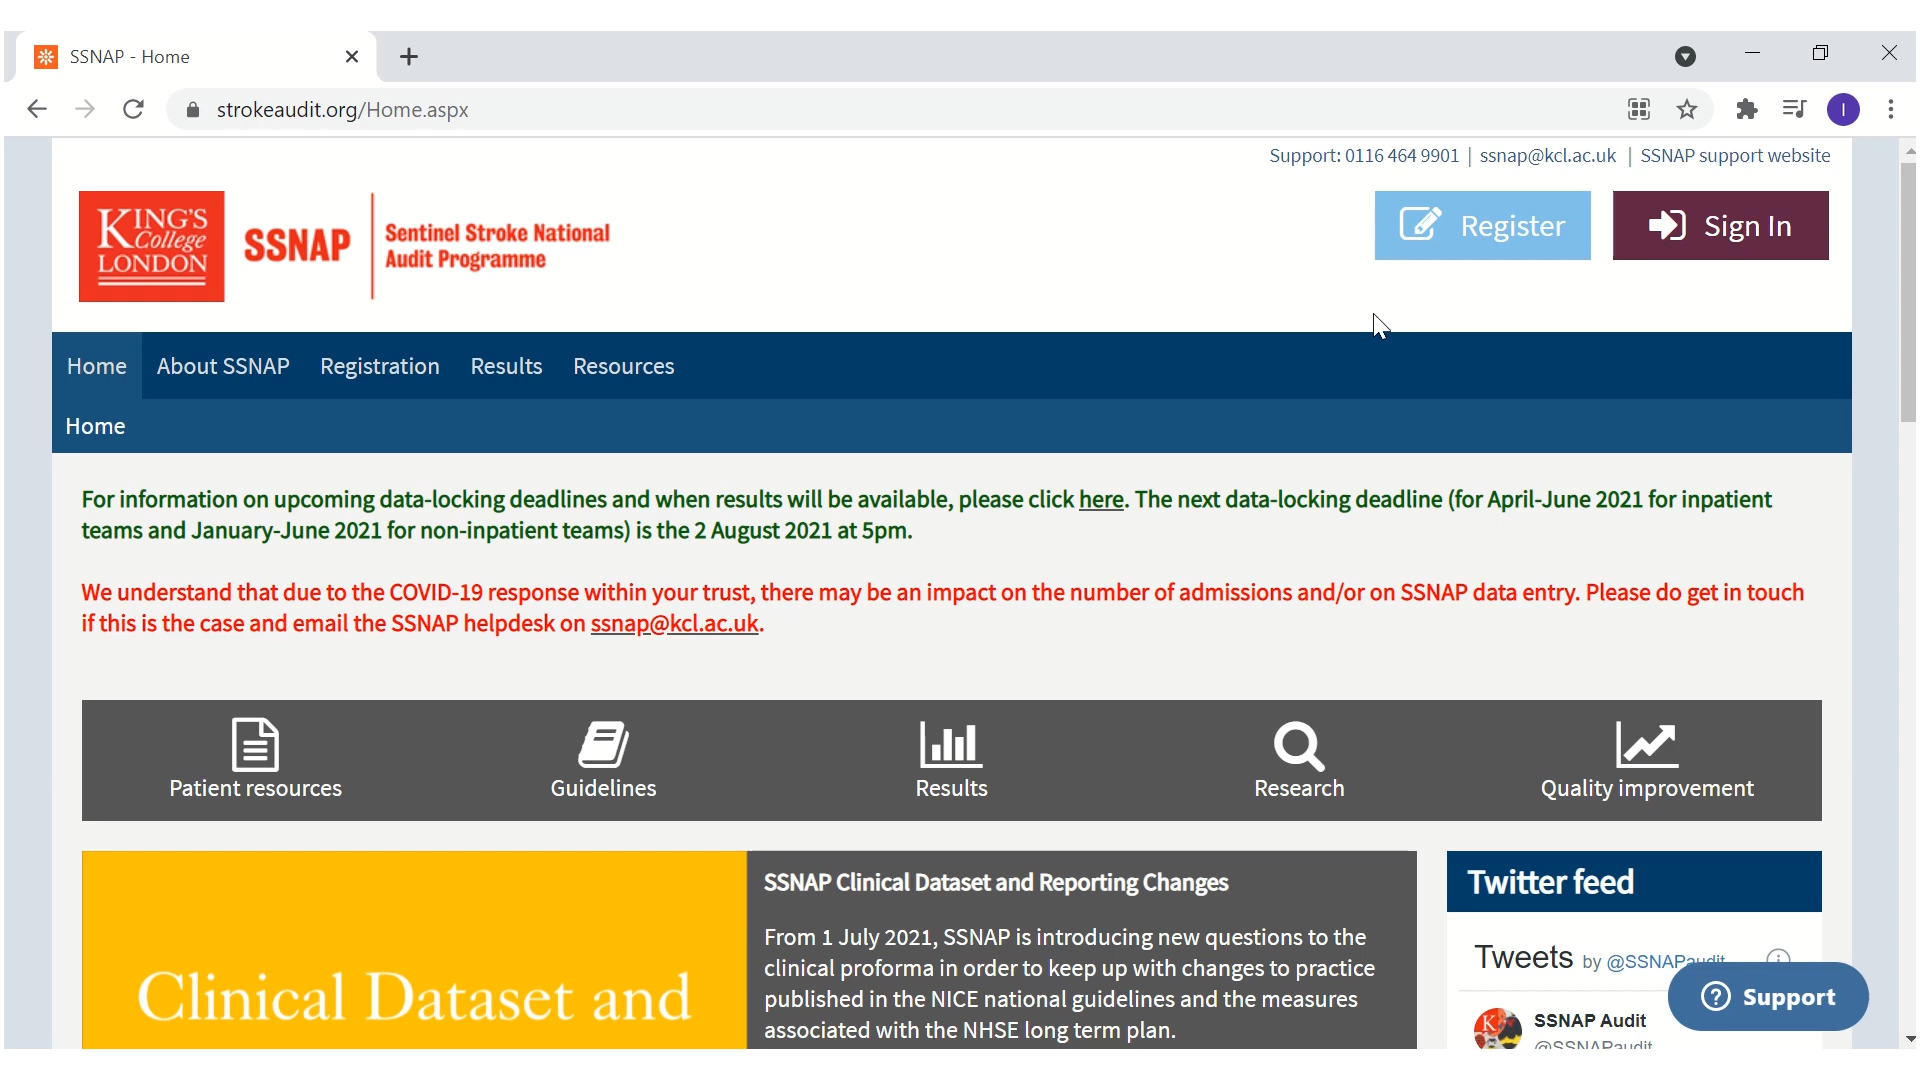 SSNAP - Home
strokeaudit.org/Home.aspx
I
Support: 0116 464 9901 | ssnap@kcl.ac.uk | SSNAP support website
KING'S
College
LONDON
SSNAP
Sentinel Stroke National
Audit Programme
Register
Sign In
Home About SSNAP Registration Results Resources
Home
For information on upcoming data-locking deadlines and when results will be available, please click here. The next data-locking deadline (for April-June 2021 for inpatient
teams and January-June 2021 for non-inpatient teams) is the 2 August 2021 at 5pm.
We understand that due to the COVID-19 response within your trust, there may be an impact on the number of admissions and/or on SSNAP data entry. Please do get in touch
if this is the case and email the SSNAP helpdesk on ssnap@kcl.ac.uk.
Patient resources Guidelines Results Research Quality improvement
Clinical Dataset and
SSNAP Clinical Dataset and Reporting Changes
From 1 July 2021, SSNAP is introducing new questions to the
clinical proforma in order to keep up with changes to practice
published in the NICE national guidelines and the measures
associated with the NHSE long term plan.
Twitter feed
Tweets by @SSNAPaudit
SSNAP Audit
@SSNAPaudit
Support